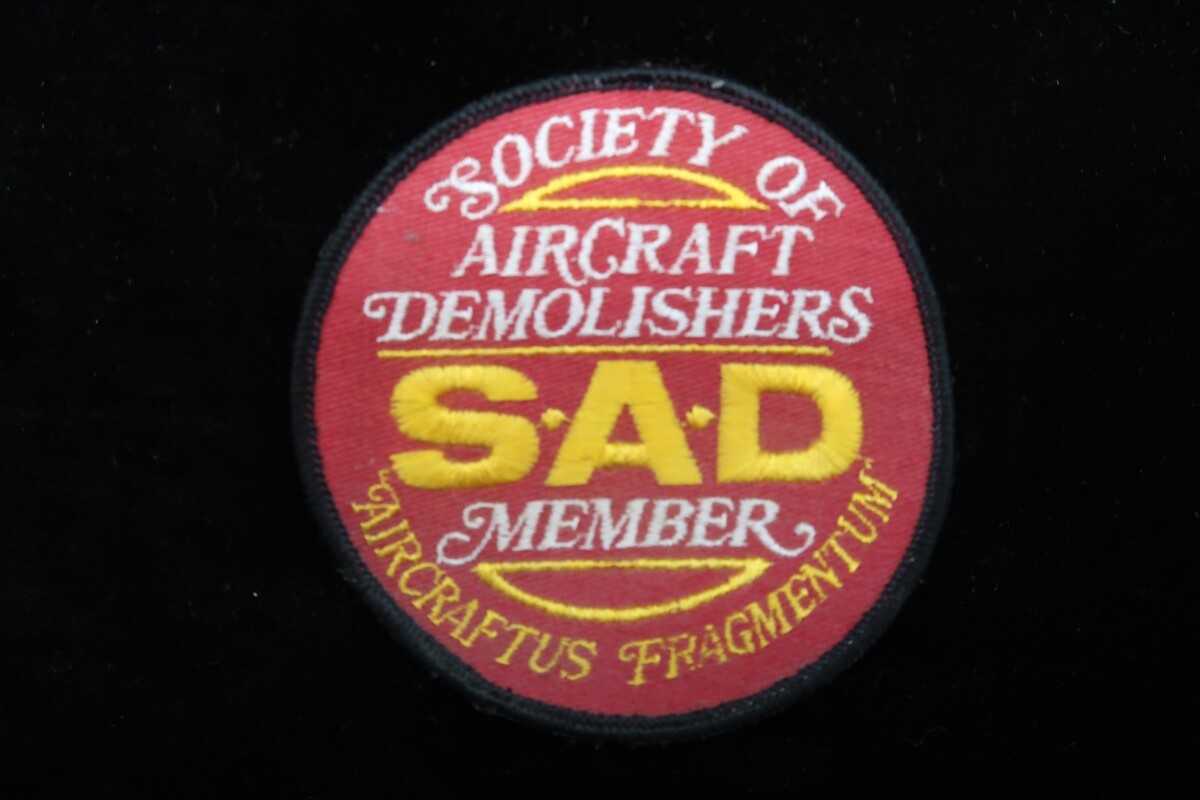 SOCIETY OF
AIRCRAFT
DEMOLISHERS
S·A·D
MEMBER
"AIRCRAFTUS FRAGMENTUM"